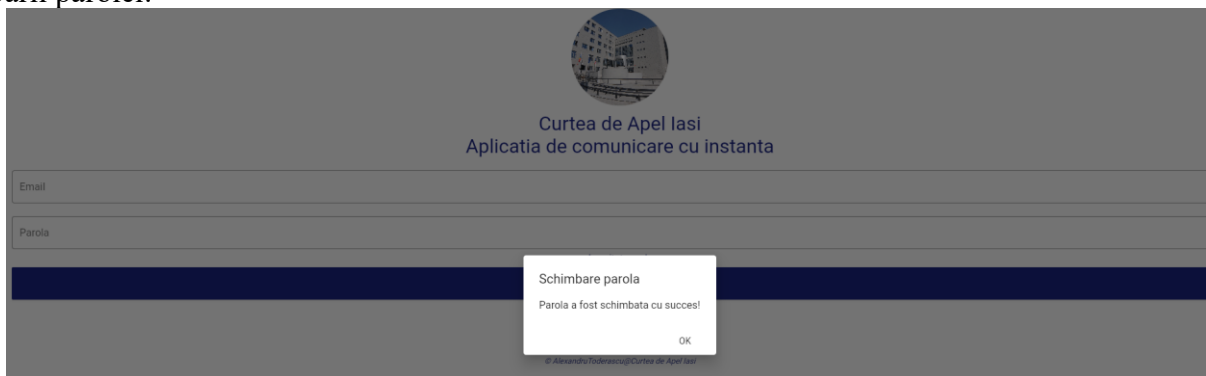 parolei.
Curtea de Apel Iasi
Aplicatia de comunicare cu instanta
Email
Parola
Schimbare parola
Parola a fost schimbata cu succes!
OK
© AlexandruToderascu@Curtea de Apel Iasi